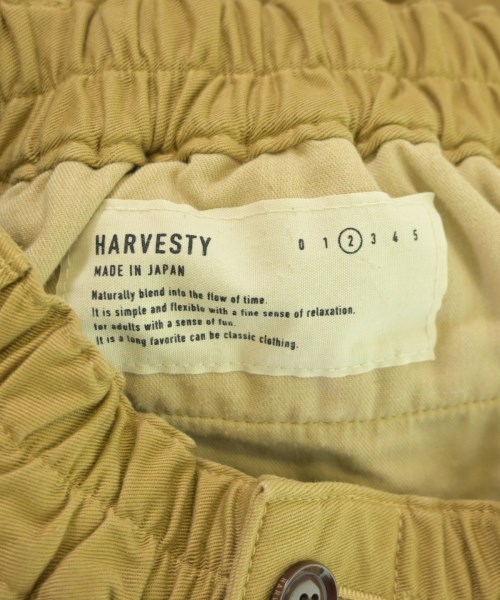 HARVESTY
0 1 2 3 4 5
MADE IN JAPAN
Naturally blend into the flow of time.
It is simple and flexible with a fine sense of relaxation.
for adults with a sense of fun.
It is a long favorite can be classic clothing.